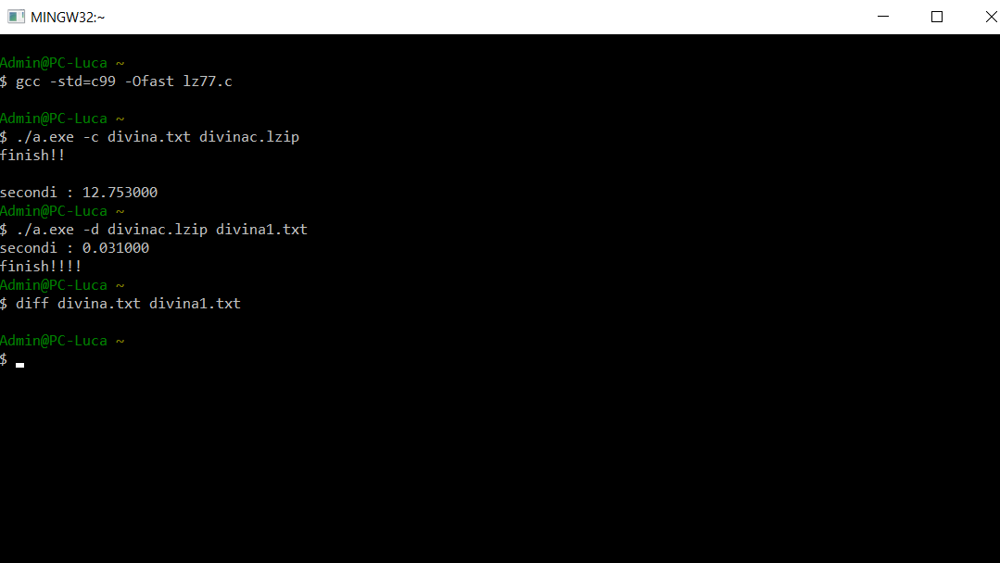 MINGW32:~
Admin@PC-Luca ~
$ gcc -std=c99 -Ofast lz77.c
Admin@PC-Luca ~
$ ./a.exe -c divina.txt divinac.lzip
finish!!
secondi : 12.753000
Admin@PC-Luca ~
$ ./a.exe -d divinac.lzip divina1.txt
secondi : 0.031000
finish!!!!
Admin@PC-Luca ~
$ diff divina.txt divina1.txt
Admin@PC-Luca ~
$